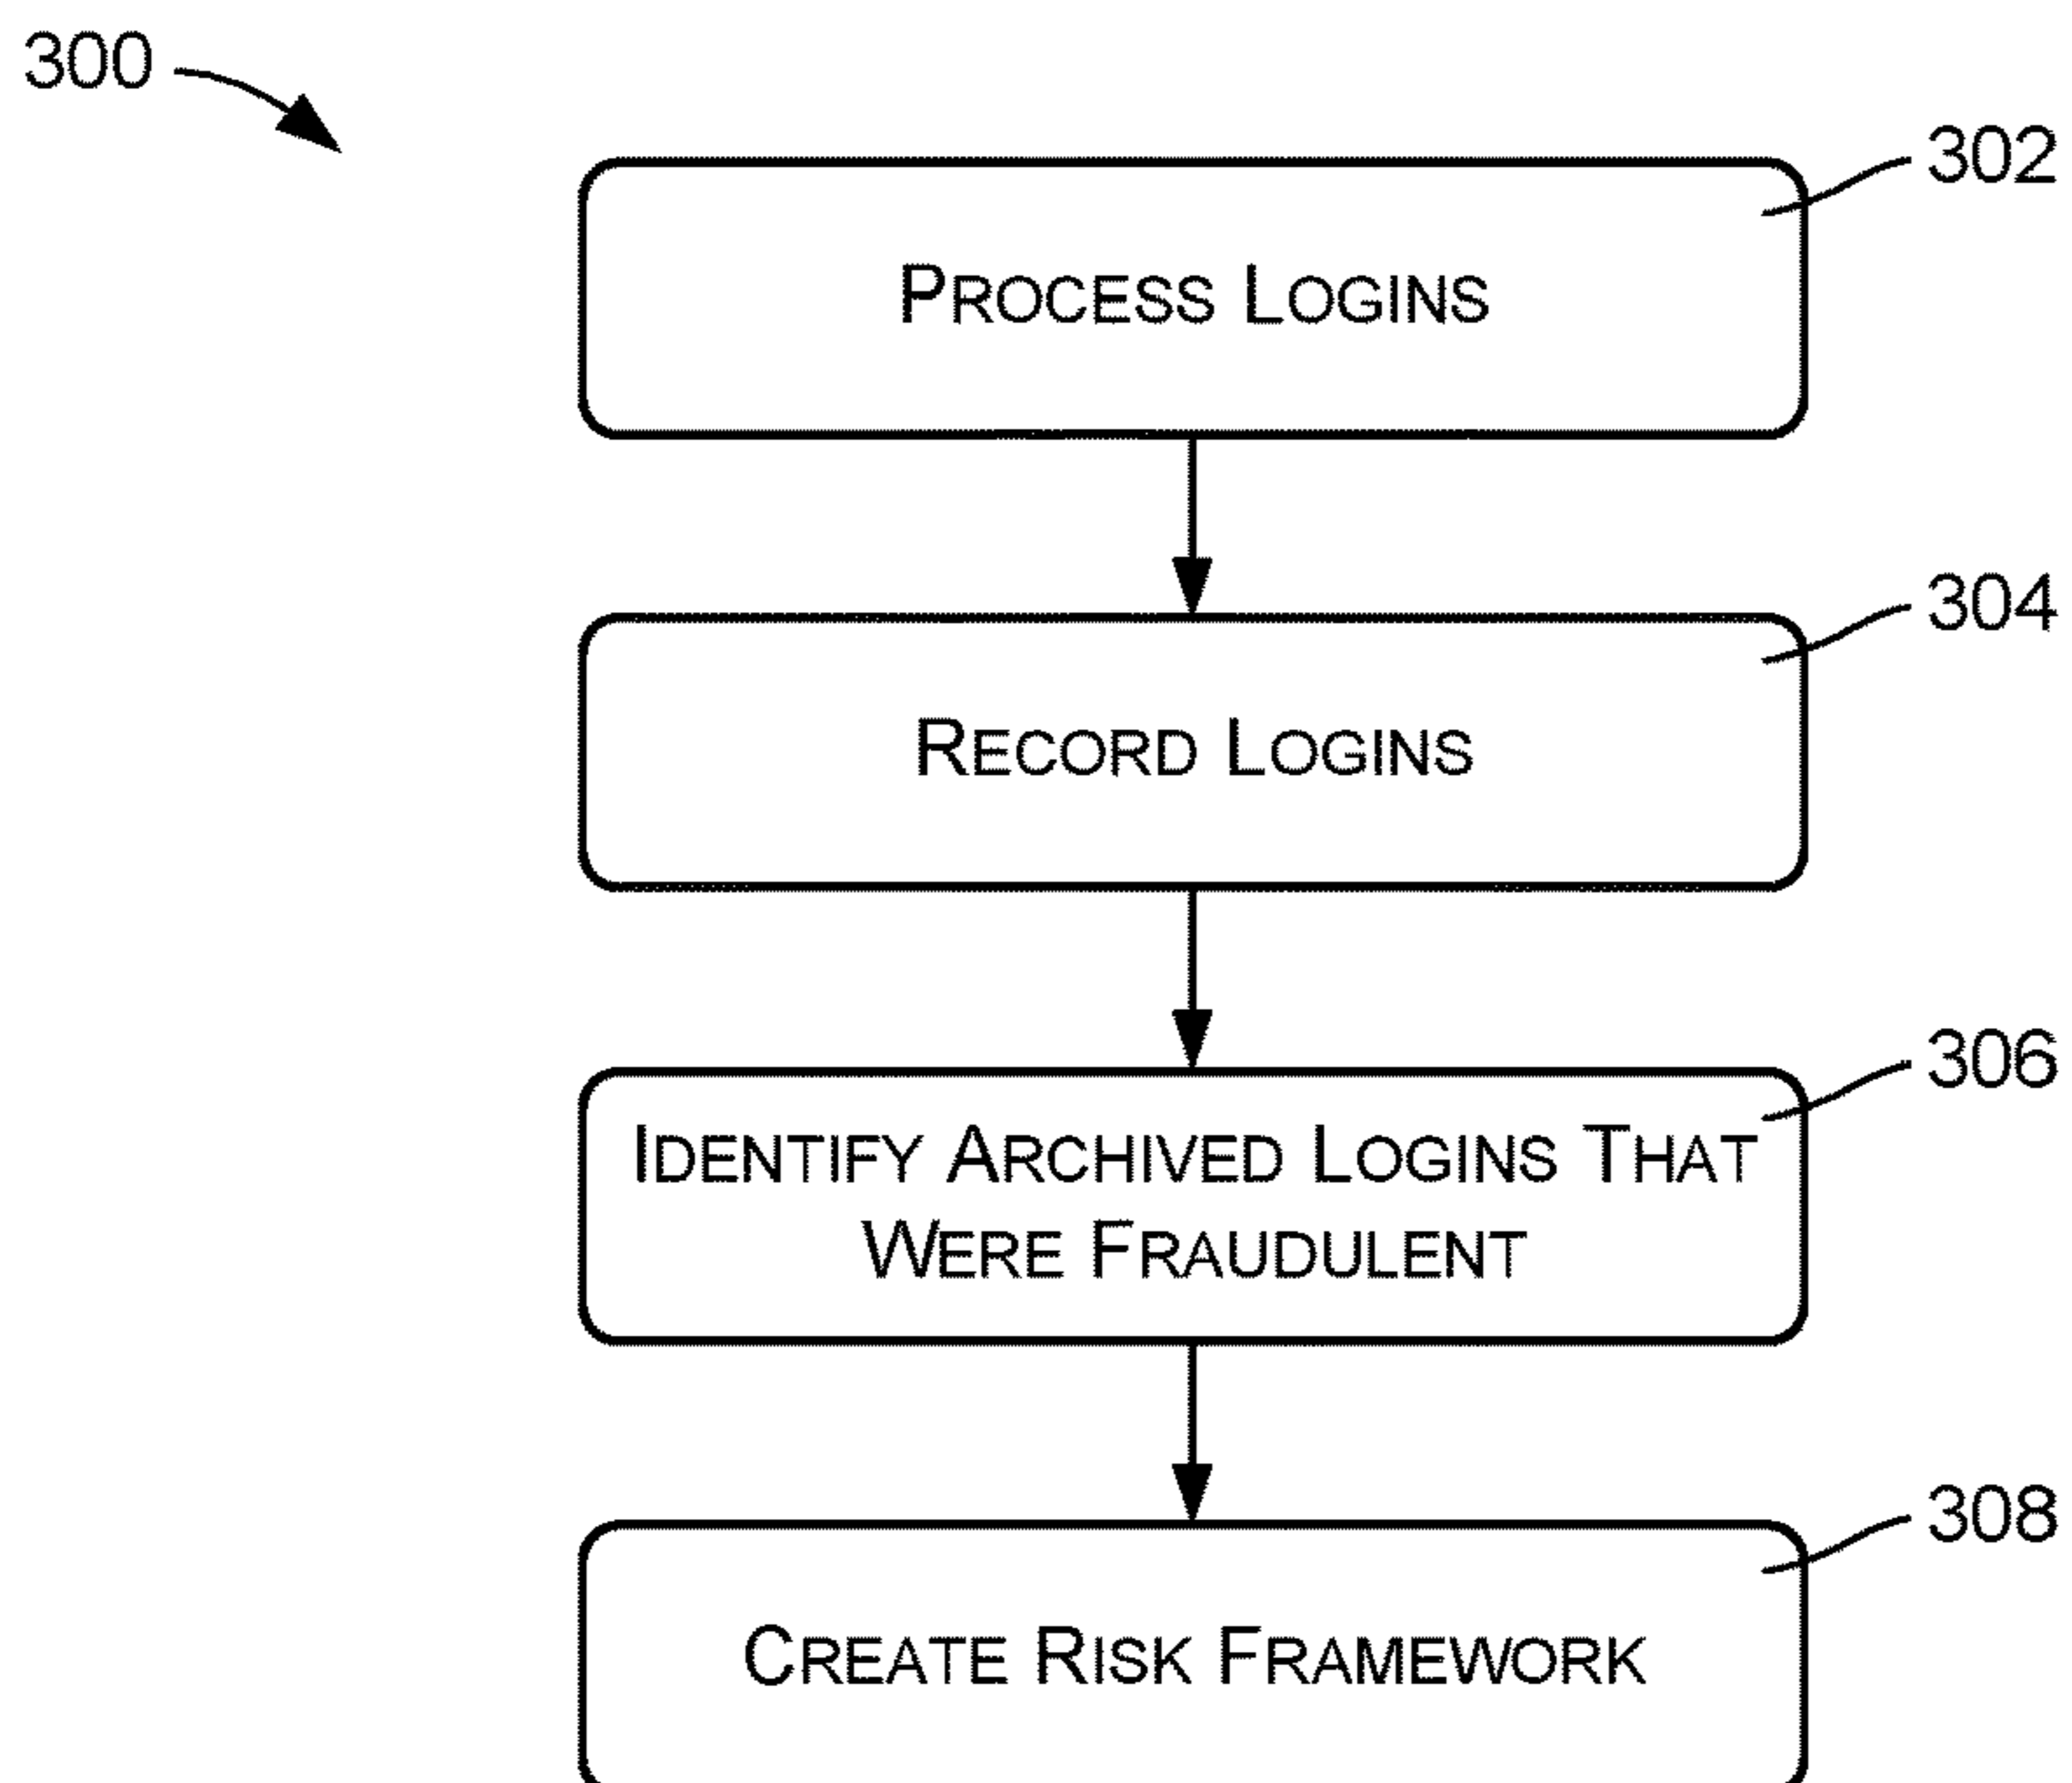 300
302
PROCESS LOGINS
304
RECORD LOGINS
306
IDENTIFY ARCHIVED LOGINS THAT
WERE FRAUDULENT
308
CREATE RISK FRAMEWORK